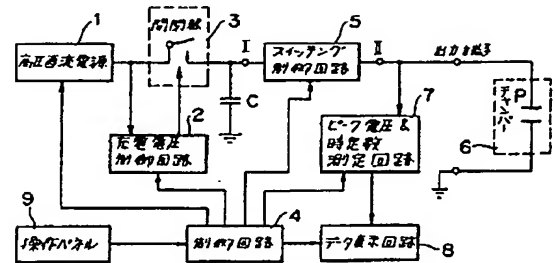 1
開閉部
3
I
5
II
高圧直流電源
スイッチング
制御回路
出力端子
C
7
P
チャンバー
6
2
充電電圧
制御回路
ピーク電圧&
時定数
測定回路
9
4
操作パネル
制御回路
データ表示回路
8